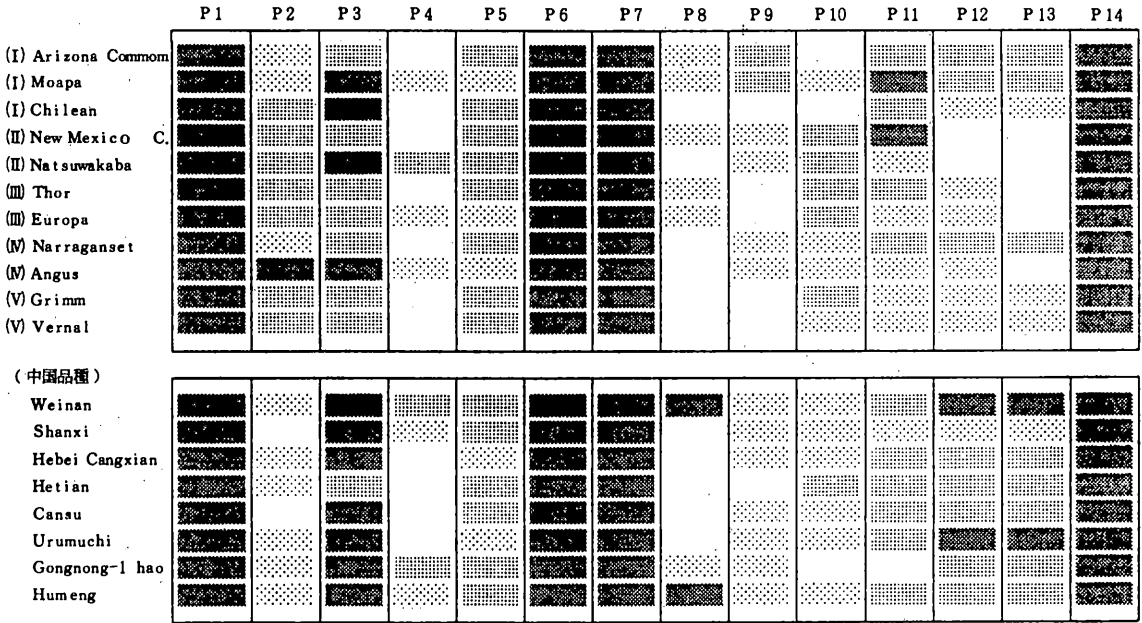 P1 P2 P3 P4 P5 P6 P7 P8 P9 P10 P11 P12 P13 P14
(I) Arizona Commom
(I) Moapa
(I) Chilean
(II) New Mexico C.
(II) Natsuwakaba
(III) Thor
(III) Europa
(IV) Narraganset
(IV) Angus
(V) Grimm
(V) Vernal
(中国品種)
Weinan
Shanxi
Hebei Cangxian
Hetian
Cansu
Urumuchi
Gongnong-1 hao
Humeng